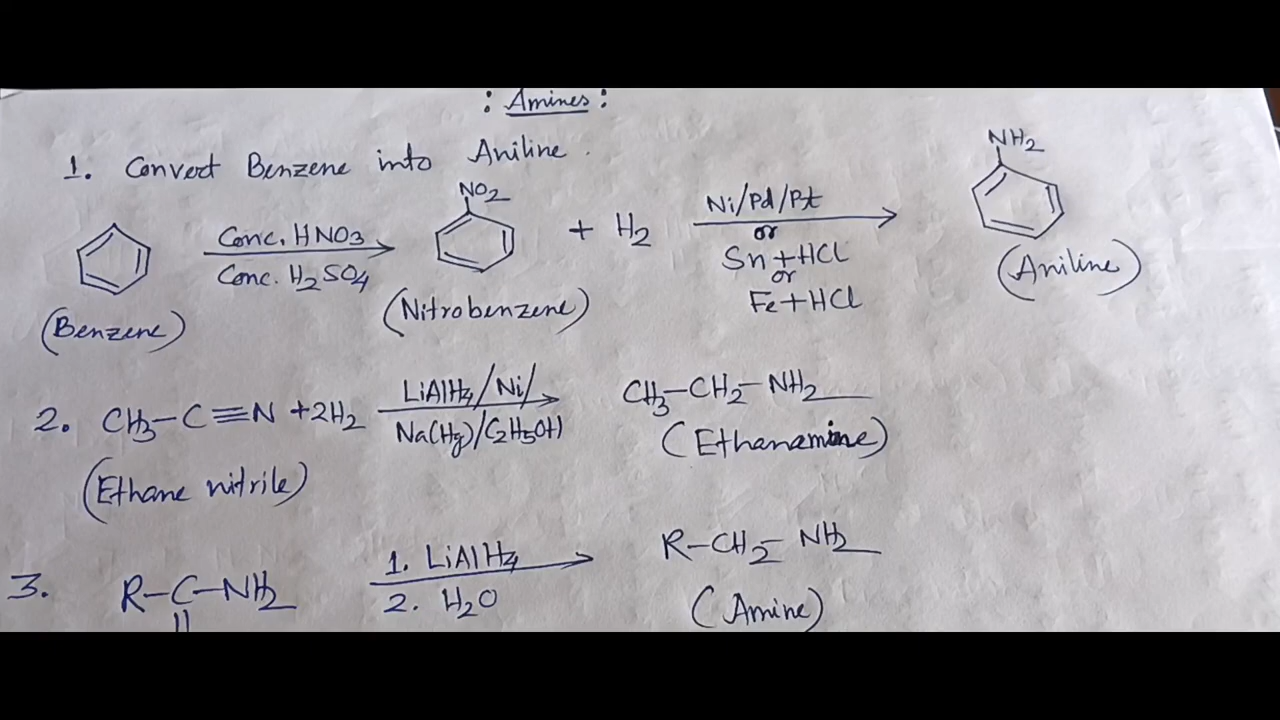 : Amines :
1. Convert Benzene into Aniline.
NO2
NH2
Conc. HNO3
Conc. H2SO4
+ H2
Ni/Pd/Pt
or
Sn+HCl
or
Fe+HCl
(Benzene)
(Nitrobenzene)
(Aniline)
2. CH3-C≡N +2H2
LiAlH4/Ni/
Na(Hg)/C2H5OH
CH3-CH2-NH2
(Ethane nitrile)
(Ethanamine)
3. R-C-NH2
1. LiAlH4
2. H2O
R-CH2-NH2
(Amine)